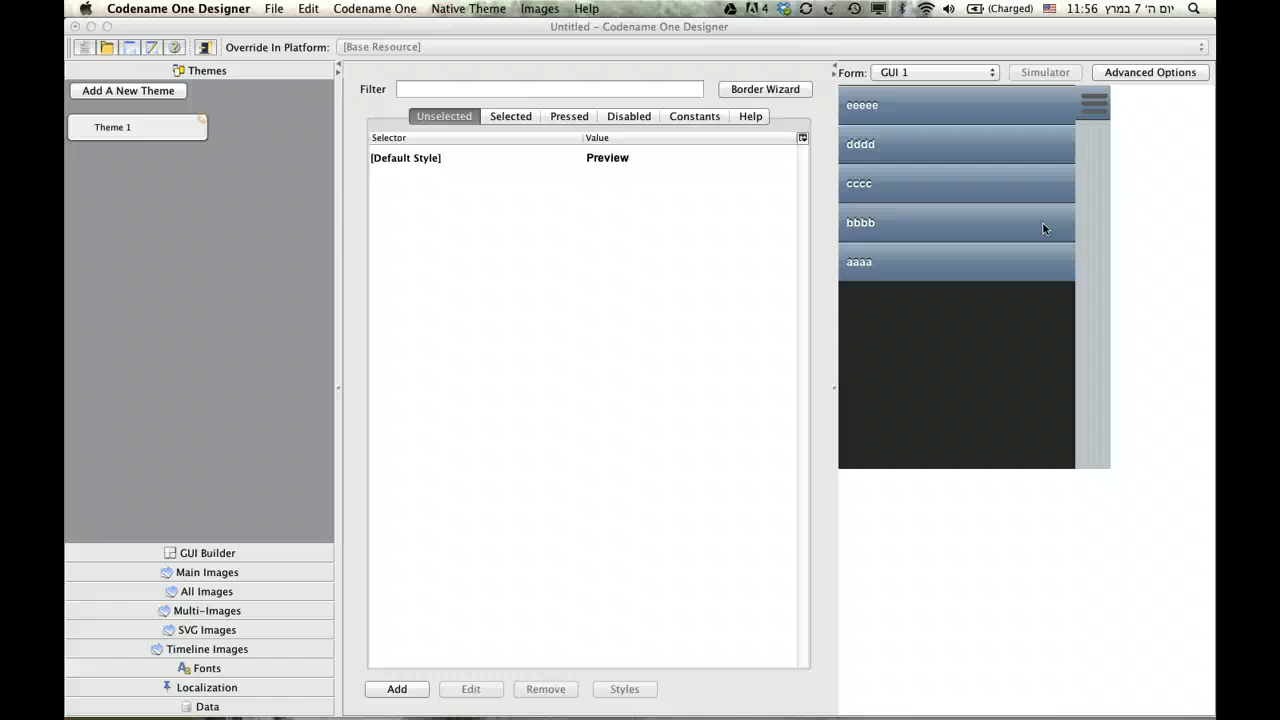 Codename One Designer File Edit Codename One Native Theme Images Help 4 (Charged) 11:56 יום ה׳ 7 במרץ
Untitled - Codename One Designer
Override In Platform: [Base Resource]
Themes
Add A New Theme
Theme 1
GUI Builder
Main Images
All Images
Multi-Images
SVG Images
Timeline Images
Fonts
Localization
Data
Filter Border Wizard
Unselected Selected Pressed Disabled Constants Help
Selector Value
[Default Style] Preview
Add Edit Remove Styles
Form: GUI 1 Simulator Advanced Options
eeeee
dddd
cccc
bbbb
aaaa